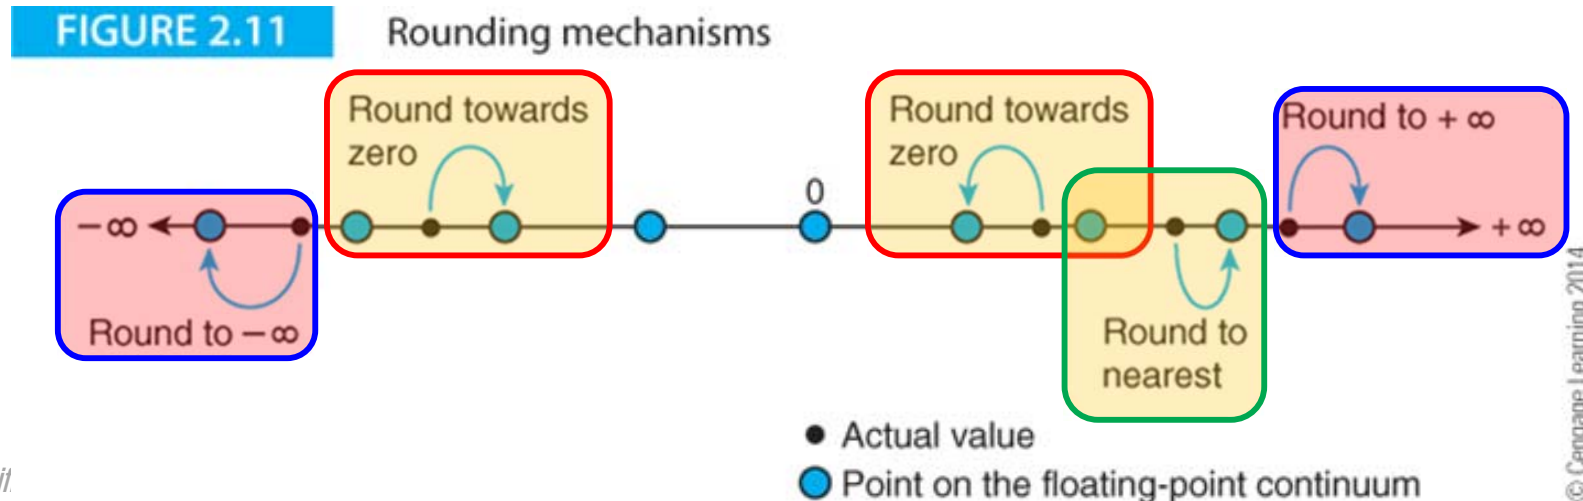 FIGURE 2.11 Rounding mechanisms
Round towards
zero
Round towards
zero
Round to + ∞
0
− ∞
+ ∞
Round to − ∞
Round to
nearest
Actual value
Point on the floating-point continuum
© Cengage Learning 2014